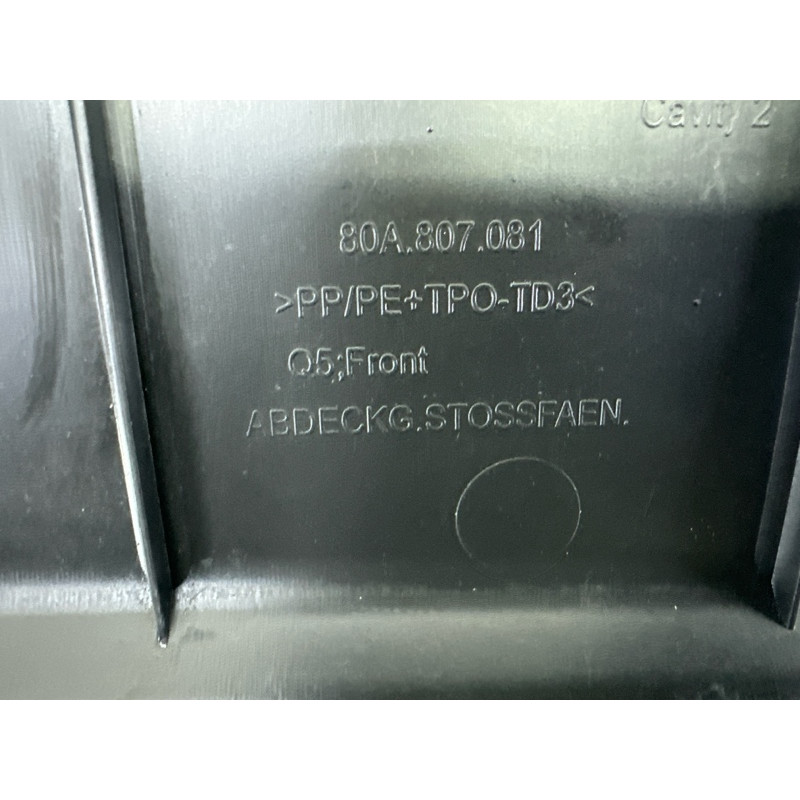 Cavity 2
80A.807.081
>PP/PE+TPO-TD3<
Q5;Front
ABDECKG.STOSSFAEN.